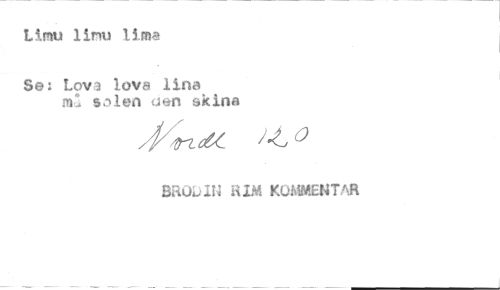 Limu limu lima
Se: Lova lova lina
må solen den skina
Nordl 120
BRODIN RIM KOMMENTAR